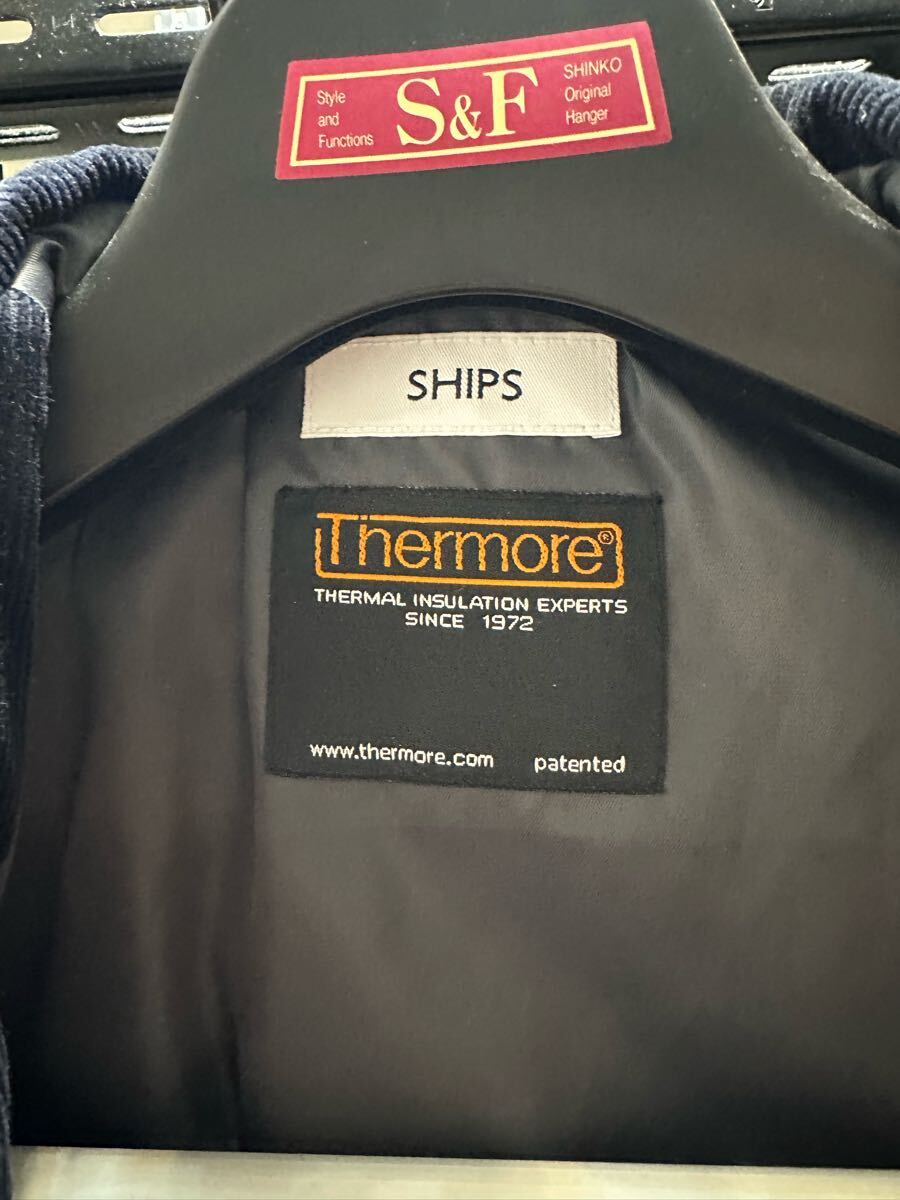 Style
and
Functions
S&F
SHINKO
Original
Hanger
SHIPS
Thermore®
THERMAL INSULATION EXPERTS
SINCE 1972
www.thermore.com patented